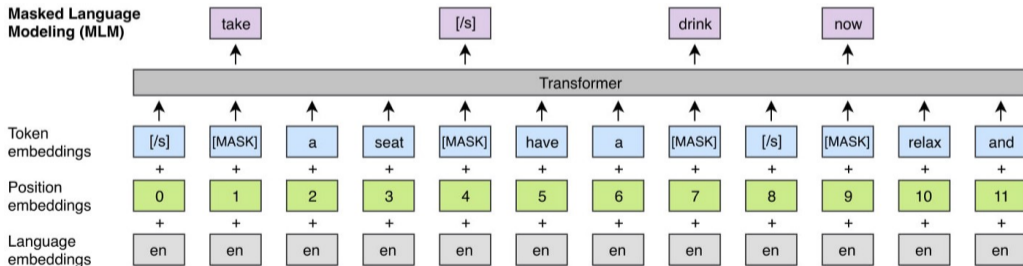 Masked Language
Modeling (MLM)
take [/s] drink now
Transformer
Token
embeddings
[/s] [MASK] a seat [MASK] have a [MASK] [/s] [MASK] relax and
+ + + + + + + + + + + +
Position
embeddings
0 1 2 3 4 5 6 7 8 9 10 11
+ + + + + + + + + + + +
Language
embeddings
en en en en en en en en en en en en